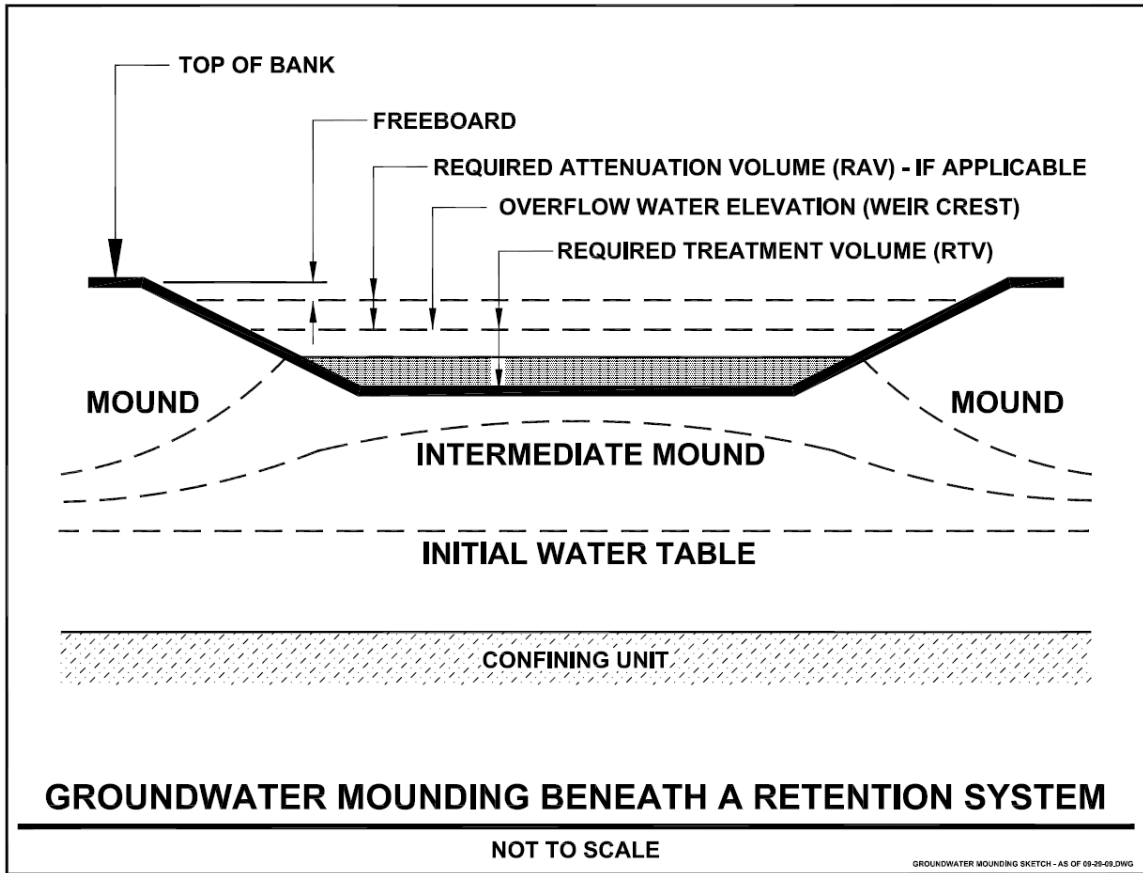 TOP OF BANK
FREEBOARD
REQUIRED ATTENUATION VOLUME (RAV) - IF APPLICABLE
OVERFLOW WATER ELEVATION (WEIR CREST)
REQUIRED TREATMENT VOLUME (RTV)
MOUND
MOUND
INTERMEDIATE MOUND
INITIAL WATER TABLE
CONFINING UNIT
GROUNDWATER MOUNDING BENEATH A RETENTION SYSTEM
NOT TO SCALE
GROUNDWATER MOUNDING SKETCH - AS OF 09-29-09.DWG